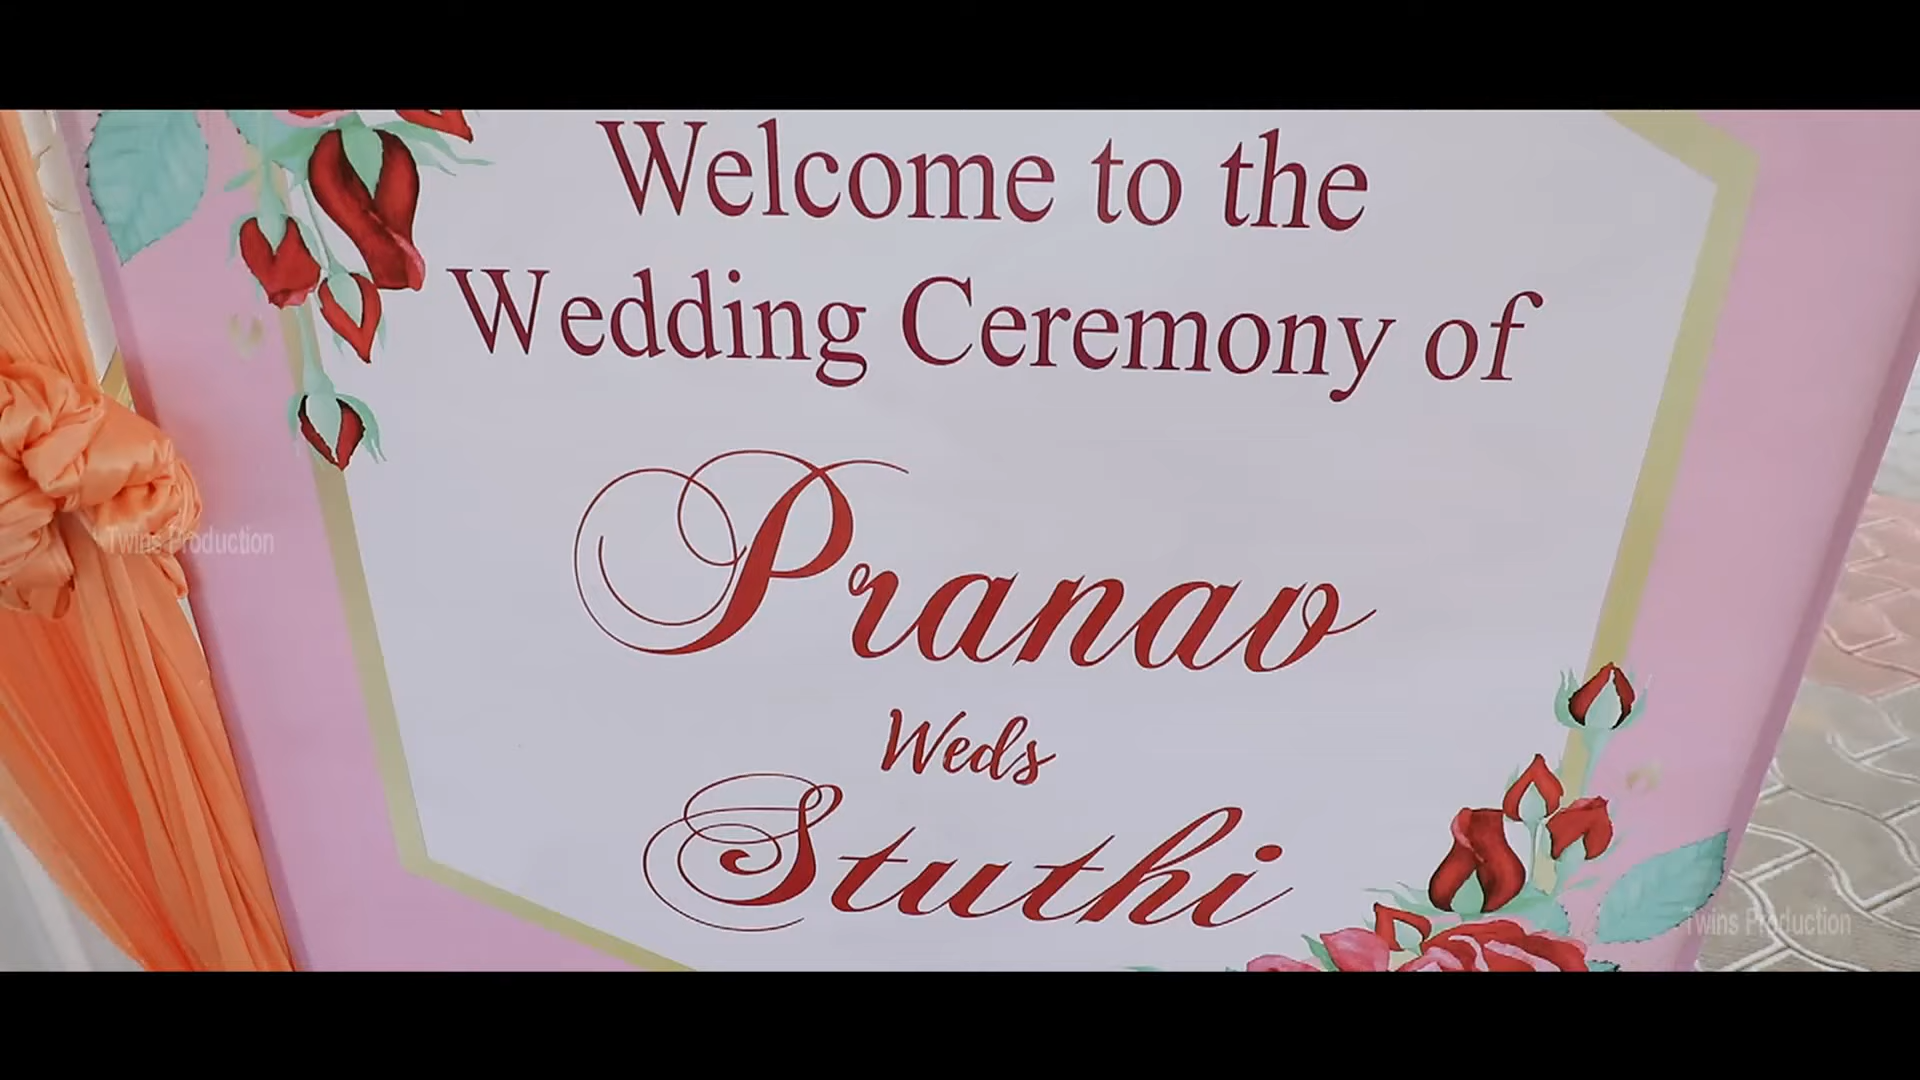 Welcome to the
Wedding Ceremony of
Pranav
Weds
Stuthi
Twins Production
Twins Production